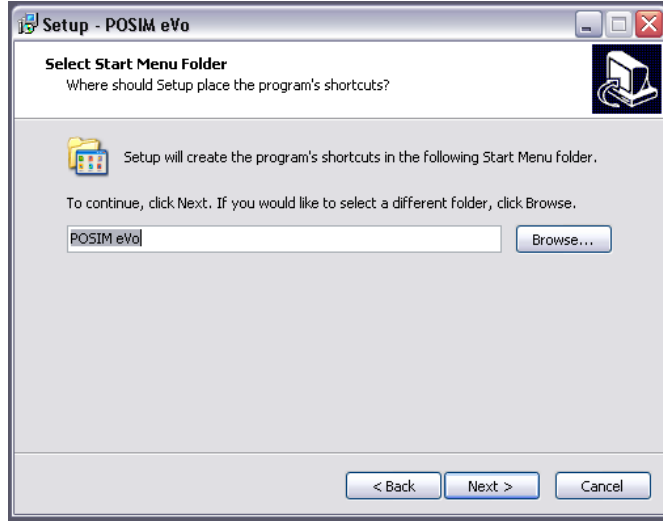 Setup - POSIM eVo
Select Start Menu Folder
Where should Setup place the program's shortcuts?
Setup will create the program's shortcuts in the following Start Menu folder.
To continue, click Next. If you would like to select a different folder, click Browse.
POSIM eVo
Browse...
< Back
Next >
Cancel